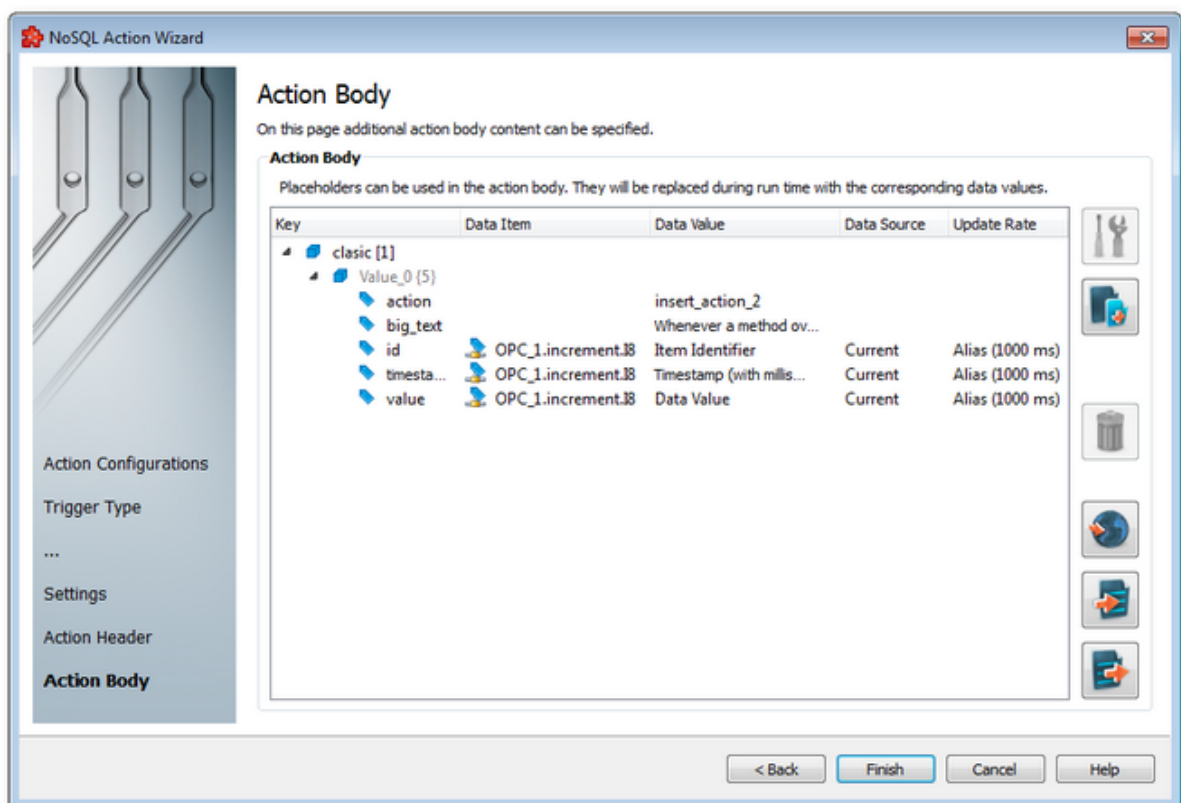 NoSQL Action Wizard
Action Body
On this page additional action body content can be specified.
Action Body
Placeholders can be used in the action body. They will be replaced during run time with the corresponding data values.
Key Data Item Data Value Data Source Update Rate
clasic [1]
Value_0 {5}
action insert_action_2
big_text Whenever a method ov...
id OPC_1.increment.I8 Item Identifier Current Alias (1000 ms)
timesta... OPC_1.increment.I8 Timestamp (with millis... Current Alias (1000 ms)
value OPC_1.increment.I8 Data Value Current Alias (1000 ms)
Action Configurations
Trigger Type
...
Settings
Action Header
Action Body
< Back Finish Cancel Help